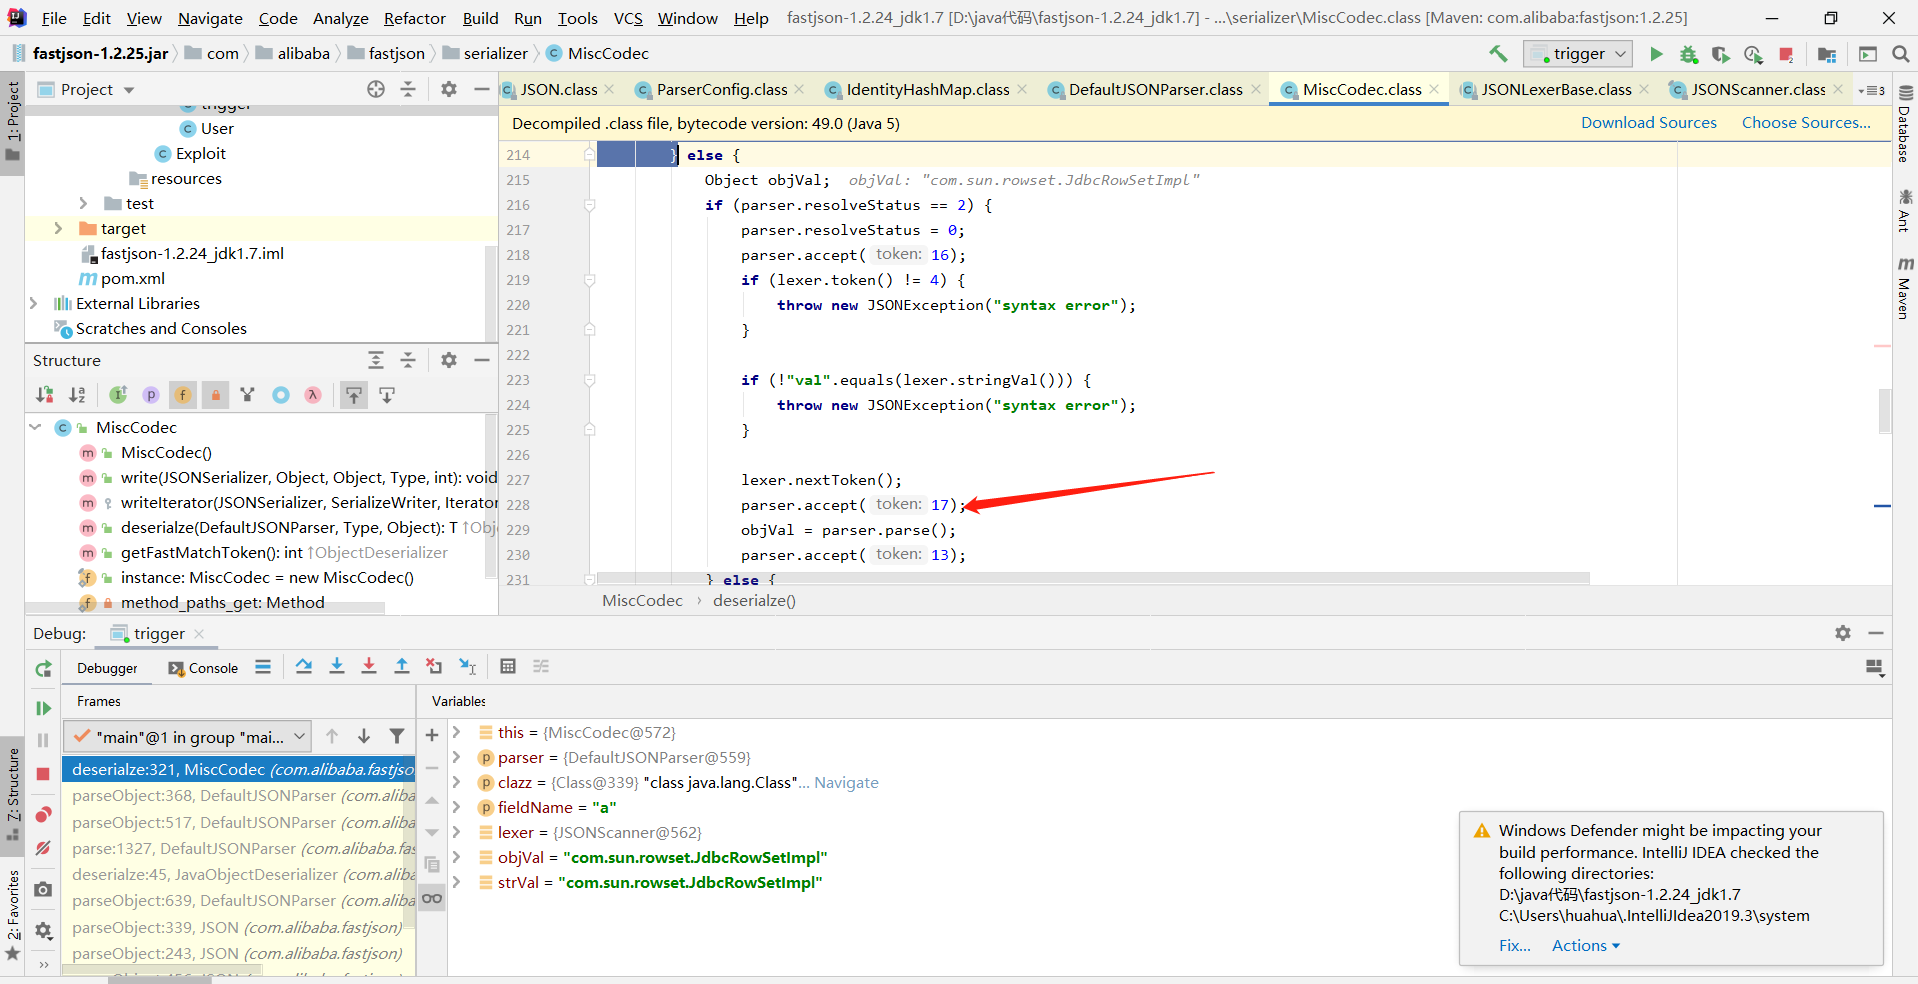 File Edit View Navigate Code Analyze Refactor Build Run Tools VCS Window Help fastjson-1.2.24_jdk1.7 [D:\java代码\fastjson-1.2.24_jdk1.7] - ...\serializer\MiscCodec.class [Maven: com.alibaba:fastjson:1.2.25]
fastjson-1.2.25.jar com alibaba fastjson serializer MiscCodec trigger
1: Project
Project
JSON.class ParserConfig.class IdentityHashMap.class DefaultJSONParser.class MiscCodec.class JSONLexerBase.class JSONScanner.class 3
trigger
User
Exploit
resources
test
target
fastjson-1.2.24_jdk1.7.iml
pom.xml
External Libraries
Scratches and Consoles
Decompiled .class file, bytecode version: 49.0 (Java 5) Download Sources Choose Sources...
214 } else {
215 Object objVal; objVal: "com.sun.rowset.JdbcRowSetImpl"
216 if (parser.resolveStatus == 2) {
217 parser.resolveStatus = 0;
218 parser.accept( token: 16);
219 if (lexer.token() != 4) {
220 throw new JSONException("syntax error");
221 }
222
223 if (!"val".equals(lexer.stringVal())) {
224 throw new JSONException("syntax error");
225 }
226
227 lexer.nextToken();
228 parser.accept( token: 17);
229 objVal = parser.parse();
230 parser.accept( token: 13);
231 } else {
MiscCodec › deserialze()
Database
Ant
Maven
Structure
MiscCodec
MiscCodec()
write(JSONSerializer, Object, Object, Type, int): void
writeIterator(JSONSerializer, SerializeWriter, Iterator
deserialze(DefaultJSONParser, Type, Object): T ↑Obj
getFastMatchToken(): int ↑ObjectDeserializer
instance: MiscCodec = new MiscCodec()
method_paths_get: Method
Debug: trigger
Debugger Console
Frames
"main"@1 in group "mai...
deserialze:321, MiscCodec (com.alibaba.fastjso
parseObject:368, DefaultJSONParser (com.aliba
parseObject:517, DefaultJSONParser (com.aliba
parse:1327, DefaultJSONParser (com.alibaba.fas
deserialze:45, JavaObjectDeserializer (com.alib
parseObject:639, DefaultJSONParser (com.aliba
parseObject:339, JSON (com.alibaba.fastjson)
parseObject:243, JSON (com.alibaba.fastjson)
Variables
this = {MiscCodec@572}
parser = {DefaultJSONParser@559}
clazz = {Class@339} "class java.lang.Class"... Navigate
fieldName = "a"
lexer = {JSONScanner@562}
objVal = "com.sun.rowset.JdbcRowSetImpl"
strVal = "com.sun.rowset.JdbcRowSetImpl"
Z: Structure
2: Favorites
Windows Defender might be impacting your
build performance. IntelliJ IDEA checked the
following directories:
D:\java代码\fastjson-1.2.24_jdk1.7
C:\Users\huahua\.IntelliJIdea2019.3\system
Fix... Actions